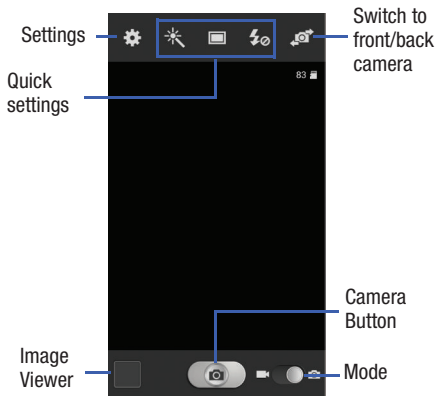 Settings
Switch to
front/back
camera
Quick
settings
83
Camera
Button
Image
Viewer
Mode